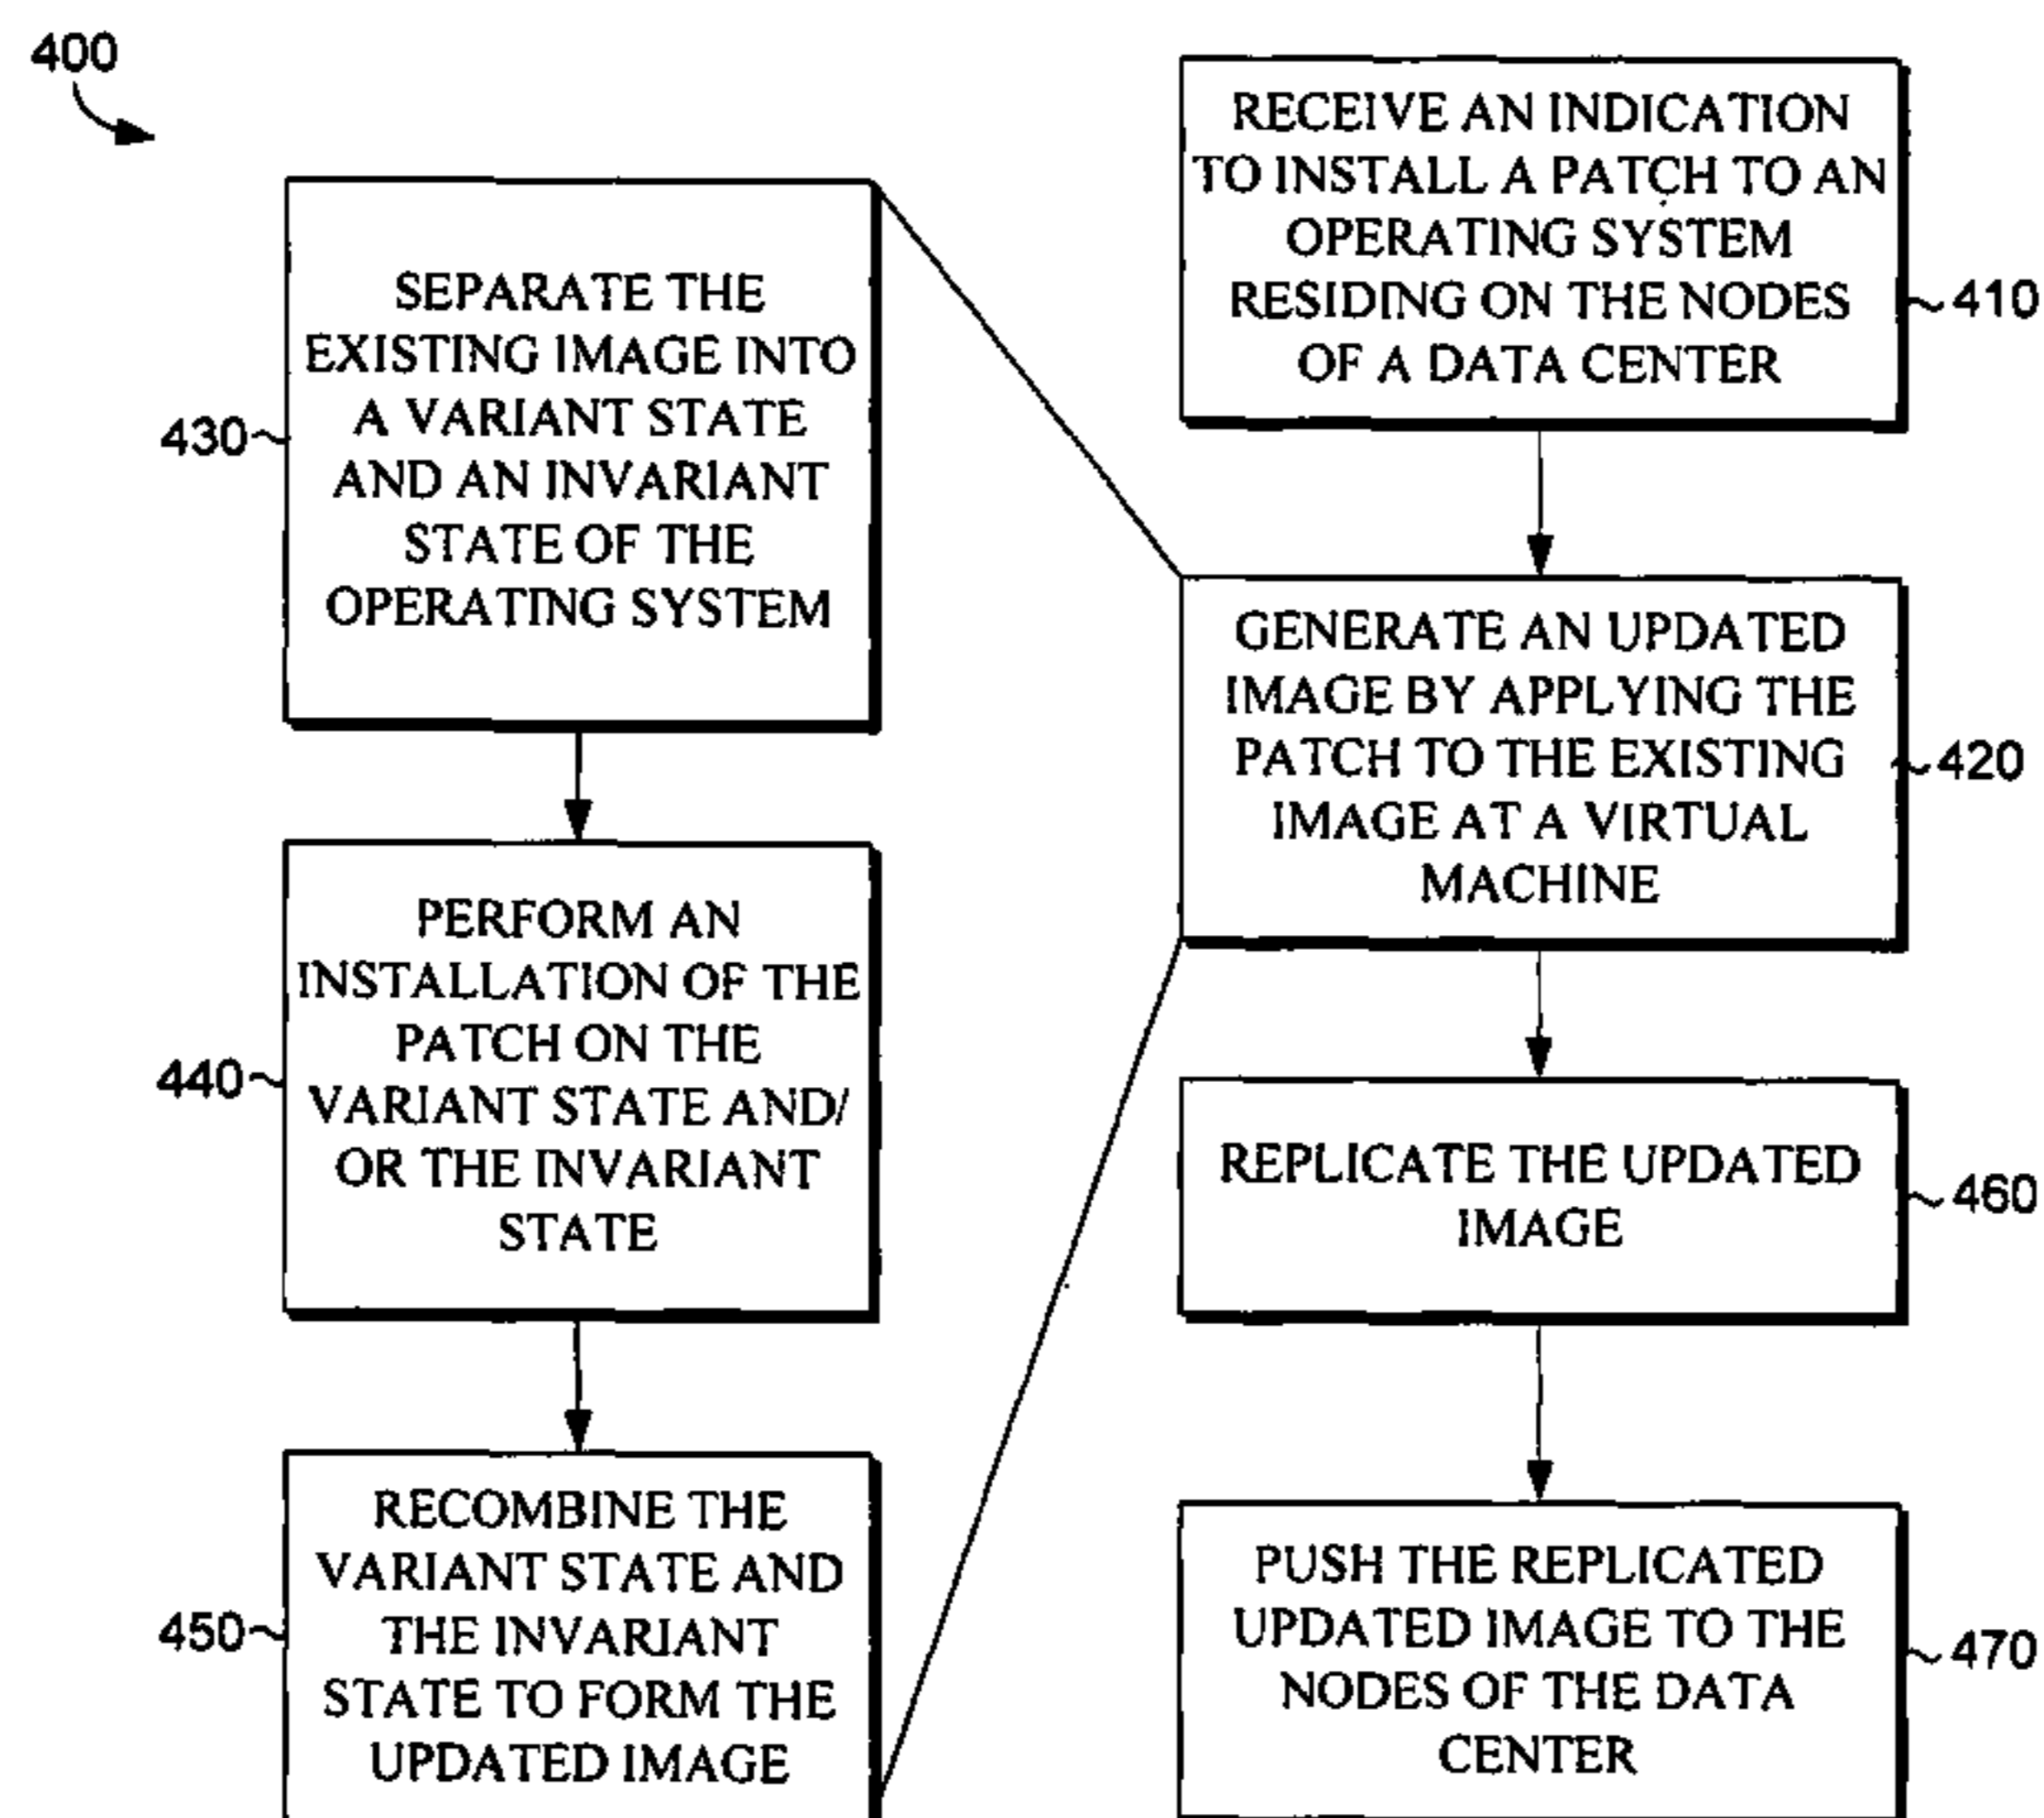 400
RECEIVE AN INDICATION
TO INSTALL A PATCH TO AN
OPERATING SYSTEM
RESIDING ON THE NODES
OF A DATA CENTER
410
GENERATE AN UPDATED
IMAGE BY APPLYING THE
PATCH TO THE EXISTING
IMAGE AT A VIRTUAL
MACHINE
420
SEPARATE THE
EXISTING IMAGE INTO
A VARIANT STATE
AND AN INVARIANT
STATE OF THE
OPERATING SYSTEM
430
PERFORM AN
INSTALLATION OF THE
PATCH ON THE
VARIANT STATE AND/
OR THE INVARIANT
STATE
440
RECOMBINE THE
VARIANT STATE AND
THE INVARIANT
STATE TO FORM THE
UPDATED IMAGE
450
REPLICATE THE UPDATED
IMAGE
460
PUSH THE REPLICATED
UPDATED IMAGE TO THE
NODES OF THE DATA
CENTER
470